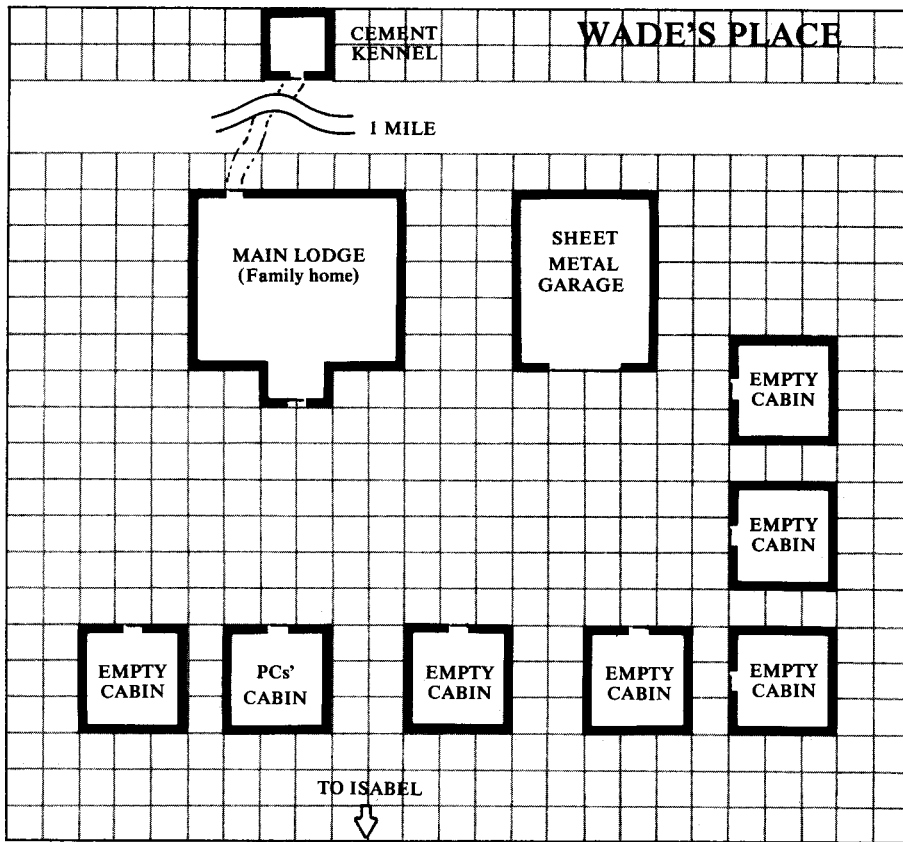 WADE'S PLACE
CEMENT
KENNEL
1 MILE
MAIN LODGE
(Family home)
SHEET
METAL
GARAGE
EMPTY
CABIN
EMPTY
CABIN
EMPTY
CABIN
PCs'
CABIN
EMPTY
CABIN
EMPTY
CABIN
EMPTY
CABIN
TO ISABEL